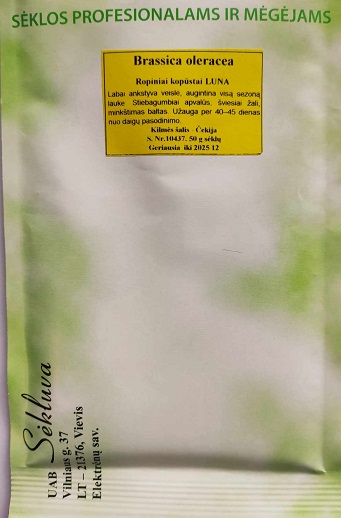 SĖKLOS PROFESIONALAMS IR MĖGĖJAMS
Brassica oleracea
Ropiniai kopūstai LUNA
Labai ankstyva veislė, augintina visą sezoną
lauke Stiebagumbiai apvalūs, šviesiai žali,
minkštimas baltas. Užauga per 40–45 dienas
nuo daigų pasodinimo.
Kilmės šalis – Čekija
S. Nr.10437. 50 g sėklų
Geriausia iki 2025 12
UAB Sėkluva
Vilniaus g. 37
LT – 21376, Vievis
Elektrėnų sav.